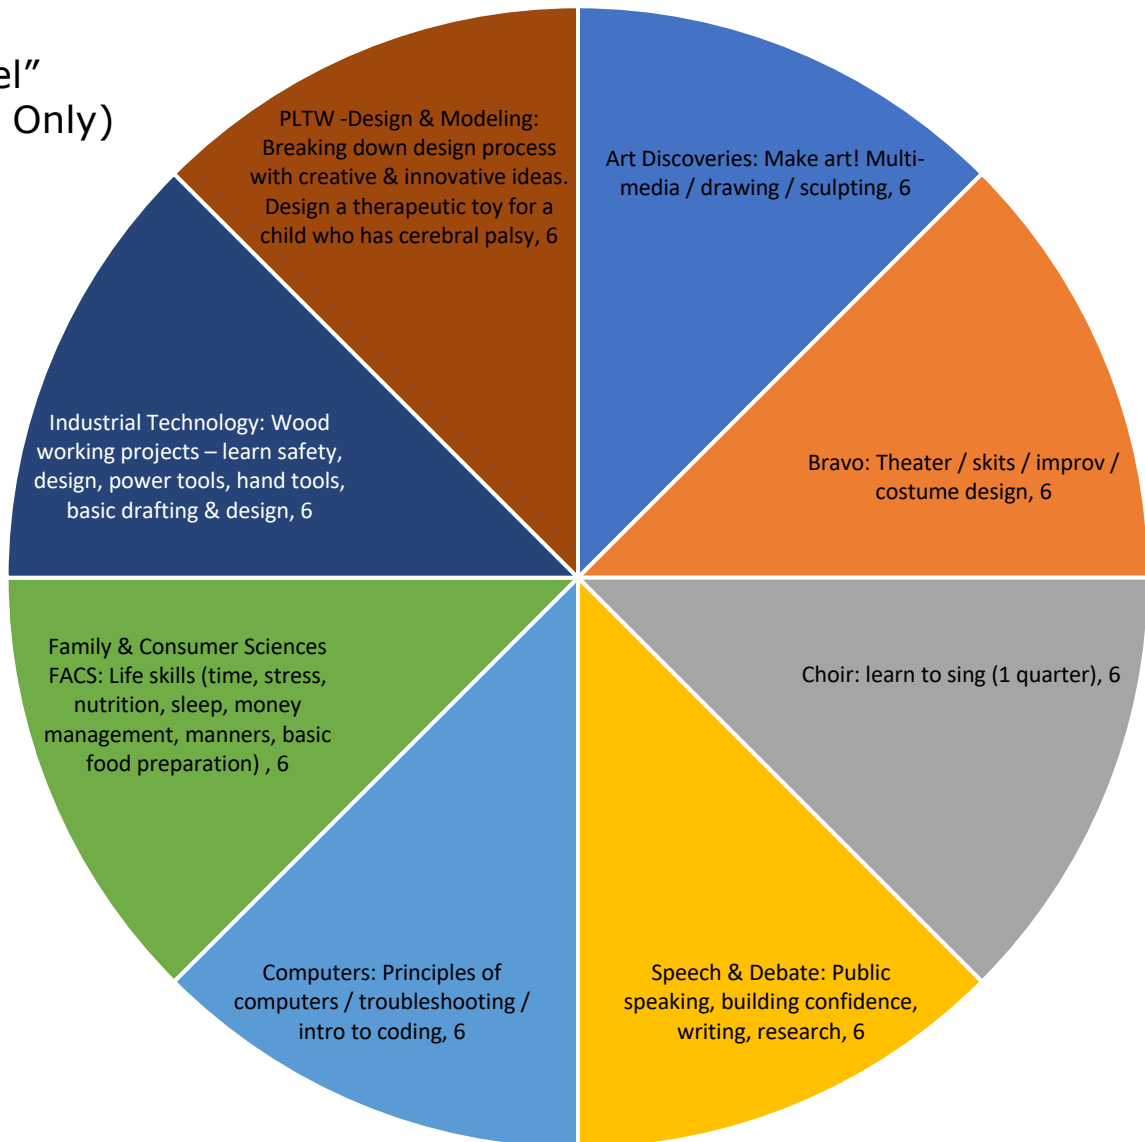 el”
Only)
PLTW -Design & Modeling:
Breaking down design process
with creative & innovative ideas.
Design a therapeutic toy for a
child who has cerebral palsy, 6
Art Discoveries: Make art! Multi-
media / drawing / sculpting, 6
Industrial Technology: Wood
working projects – learn safety,
design, power tools, hand tools,
basic drafting & design, 6
Bravo: Theater / skits / improv /
costume design, 6
Family & Consumer Sciences
FACS: Life skills (time, stress,
nutrition, sleep, money
management, manners, basic
food preparation) , 6
Choir: learn to sing (1 quarter), 6
Computers: Principles of
computers / troubleshooting /
intro to coding, 6
Speech & Debate: Public
speaking, building confidence,
writing, research, 6